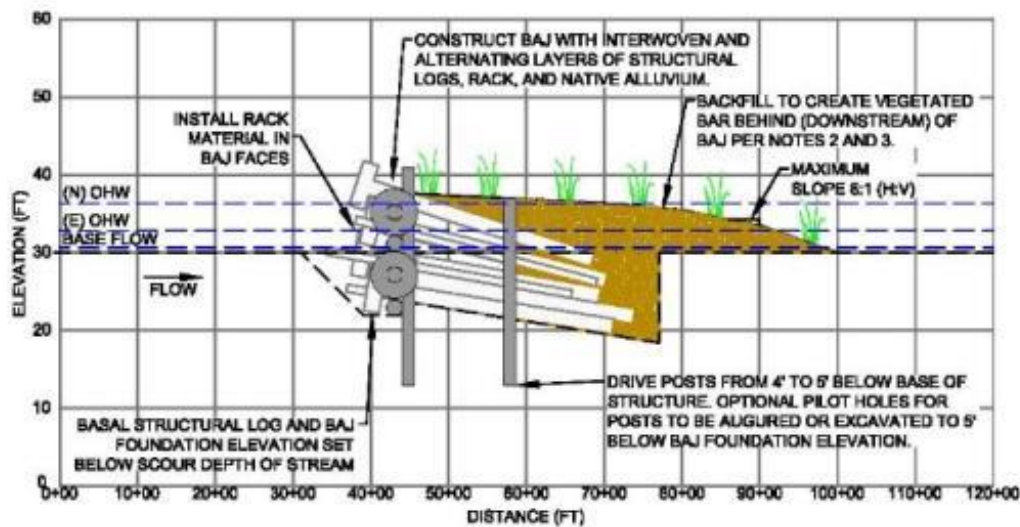 60
CONSTRUCT BAJ WITH INTERWOVEN AND
ALTERNATING LAYERS OF STRUCTURAL
LOGS, RACK, AND NATIVE ALLUVIUM.
50
BACKFILL TO CREATE VEGETATED
BAR BEHIND (DOWNSTREAM) OF
BAJ PER NOTES 2 AND 3.
INSTALL RACK
MATERIAL IN
BAJ FACES
MAXIMUM
SLOPE 6:1 (H:V)
40
(N) OHW
(E) OHW
BASE FLOW
30
FLOW
ELEVATION (FT)
20
DRIVE POSTS FROM 4' TO 5' BELOW BASE OF
STRUCTURE. OPTIONAL PILOT HOLES FOR
POSTS TO BE AUGURED OR EXCAVATED TO 5'
BELOW BAJ FOUNDATION ELEVATION.
10
BASAL STRUCTURAL LOG AND BAJ
FOUNDATION ELEVATION SET
BELOW SCOUR DEPTH OF STREAM
0
0+00 10+00 20+00 30+00 40+00 50+00 60+00 70+00 80+00 90+00 100+00 110+00 120+00
DISTANCE (FT)